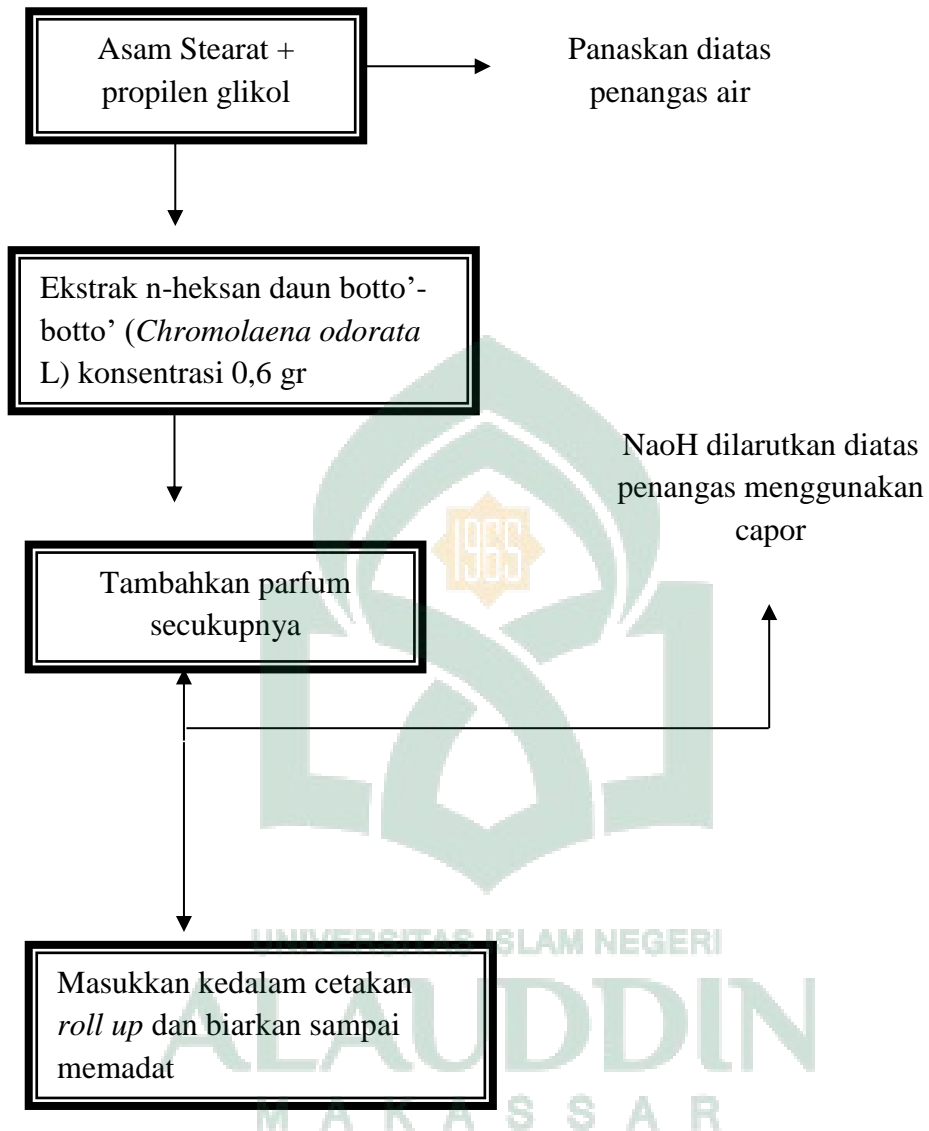 Asam Stearat +
propilen glikol
Panaskan diatas
penangas air
Ekstrak n-heksan daun botto’-
botto’ (Chromolaena odorata
L) konsentrasi 0,6 gr
NaoH dilarutkan diatas
penangas menggunakan
capor
1965
Tambahkan parfum
secukupnya
UNIVERSITAS ISLAM NEGERI
Masukkan kedalam cetakan
roll up dan biarkan sampai
memadat
ALAUDDIN
MAKASSAR